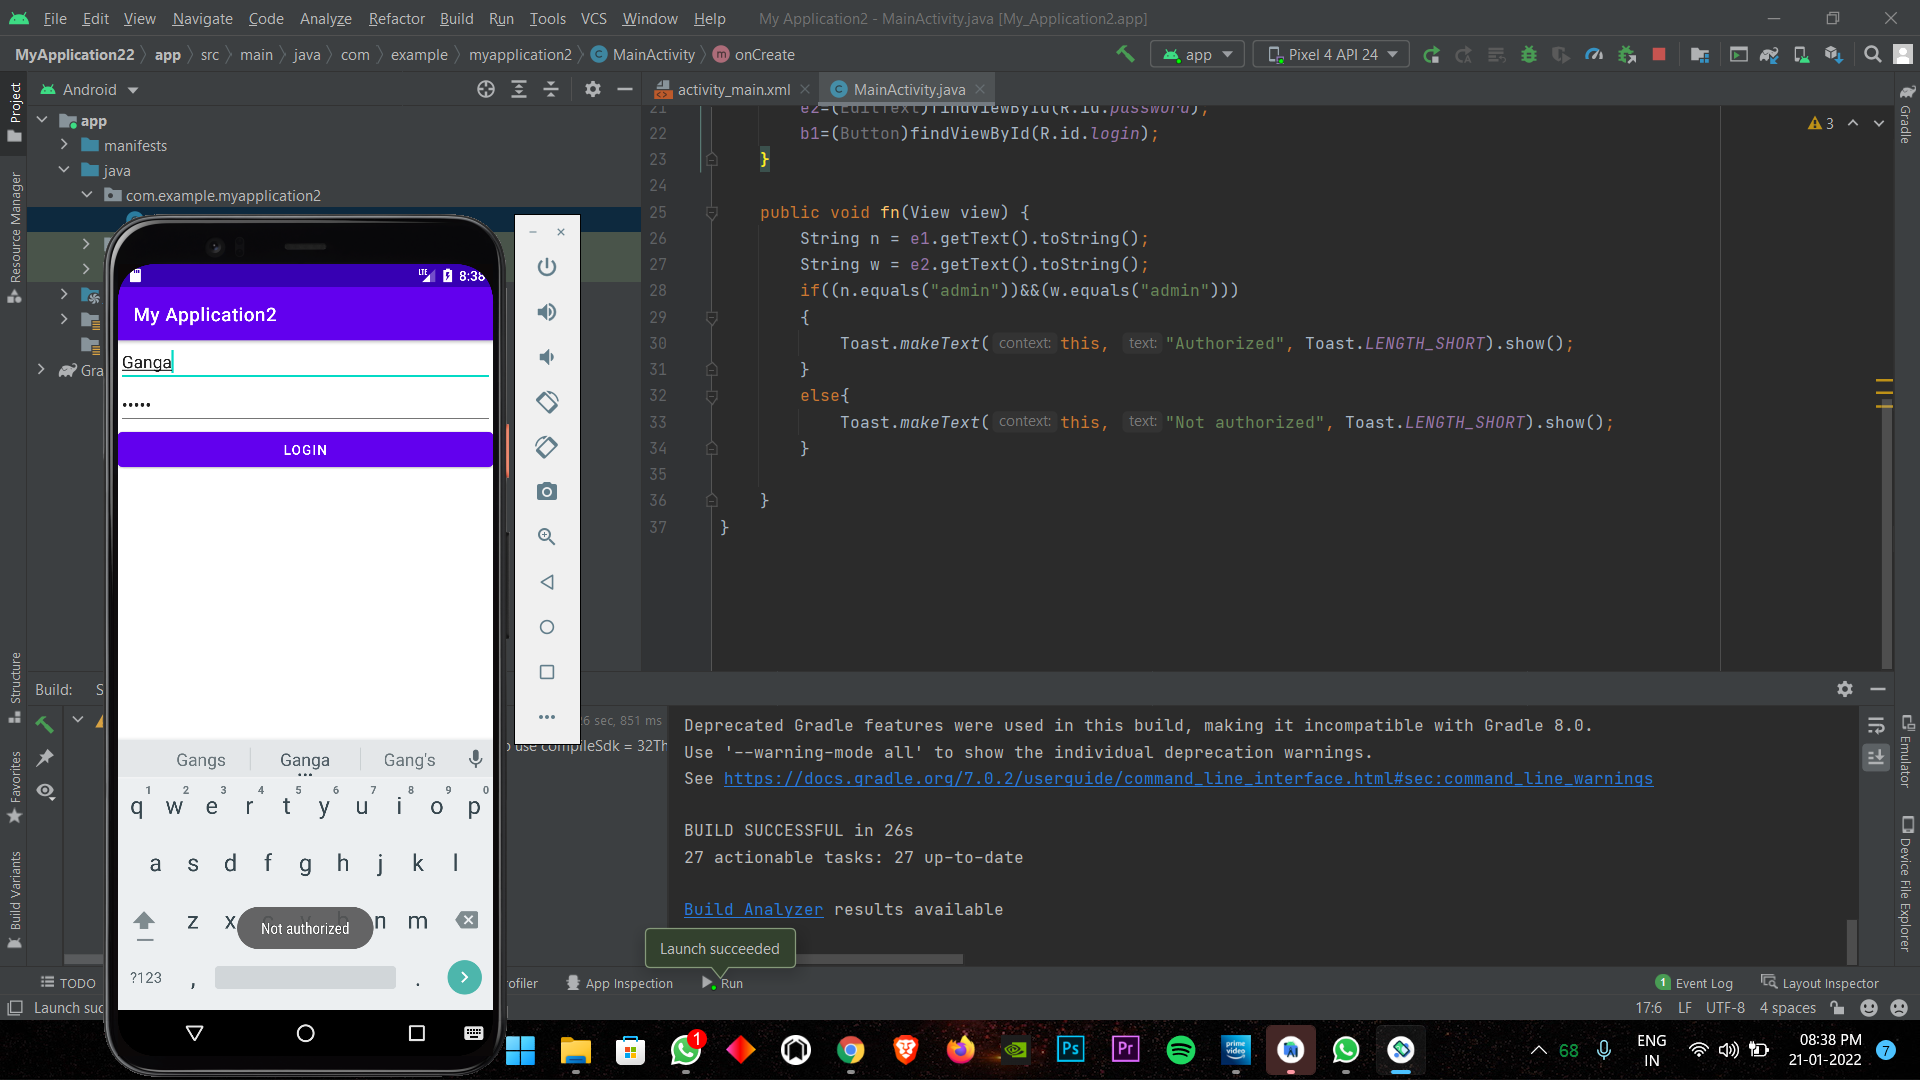 File Edit View Navigate Code Analyze Refactor Build Run Tools VCS Window Help My Application2 - MainActivity.java [My_Application2.app]
MyApplication22 app src main java com example myapplication2 MainActivity onCreate app Pixel 4 API 24
Android activity_main.xml MainActivity.java
Project
Resource Manager
Structure
Favorites
Build Variants
app
manifests
java
com.example.myapplication2
Gra
21 e2=(EditText)findViewById(R.id.password);
22 b1=(Button)findViewById(R.id.login);
23 }
24
25 public void fn(View view) {
26 String n = e1.getText().toString();
27 String w = e2.getText().toString();
28 if((n.equals("admin"))&&(w.equals("admin")))
29 {
30 Toast.makeText( context: this, text: "Authorized", Toast.LENGTH_SHORT).show();
31 }
32 else{
33 Toast.makeText( context: this, text: "Not authorized", Toast.LENGTH_SHORT).show();
34 }
35
36 }
37 }
3
Gradle
Emulator
Device File Explorer
LTE 8:38
My Application2
Ganga
•••••
LOGIN
Gangs Ganga Gang's
1 2 3 4 5 6 7 8 9 0
q w e r t y u i o p
a s d f g h j k l
z x n m
Not authorized
?123 , .
Build: S
6 sec, 851 ms
o use compileSdk = 32Th
Deprecated Gradle features were used in this build, making it incompatible with Gradle 8.0.
Use '--warning-mode all' to show the individual deprecation warnings.
See https://docs.gradle.org/7.0.2/userguide/command_line_interface.html#sec:command_line_warnings
BUILD SUCCESSFUL in 26s
27 actionable tasks: 27 up-to-date
Build Analyzer results available
Launch succeeded
TODO ofiler App Inspection Run 1 Event Log Layout Inspector
Launch suc 17:6 LF UTF-8 4 spaces
1 Ps Pr prime video 68 ENG IN 08:38 PM 21-01-2022 7